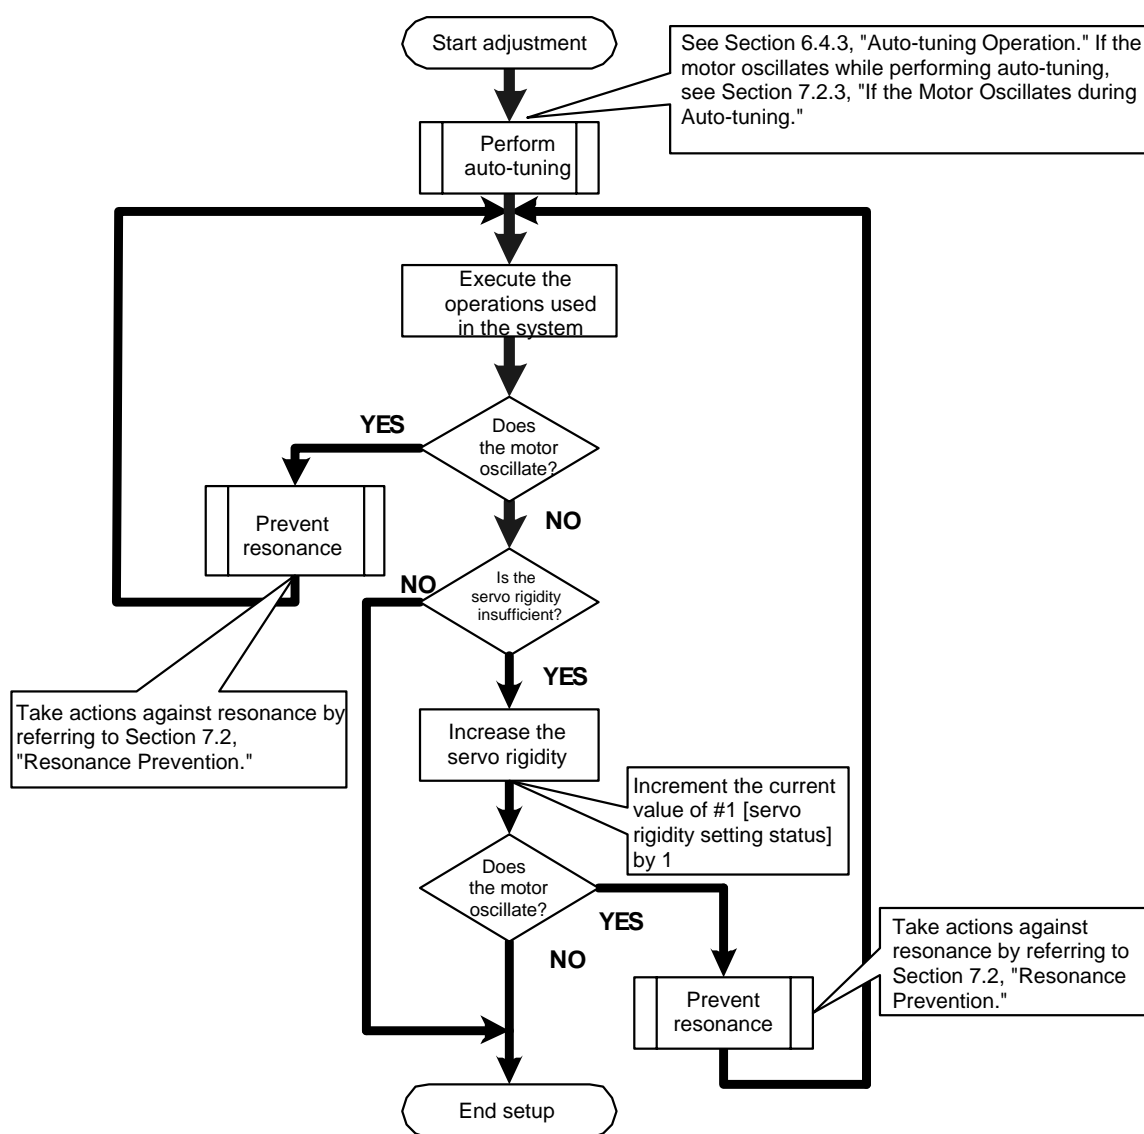 Start adjustment
See Section 6.4.3, "Auto-tuning Operation." If the
motor oscillates while performing auto-tuning,
see Section 7.2.3, "If the Motor Oscillates during
Auto-tuning."
Perform
auto-tuning
Execute the
operations used
in the system
YES
Does
the motor
oscillate?
Prevent
resonance
NO
NO
Is the
servo rigidity
insufficient?
YES
Take actions against resonance by
referring to Section 7.2,
"Resonance Prevention."
Increase the
servo rigidity
Increment the current
value of #1 [servo
rigidity setting status]
by 1
Does
the motor
oscillate?
YES
NO
Take actions against
resonance by referring to
Section 7.2, "Resonance
Prevention."
Prevent
resonance
End setup